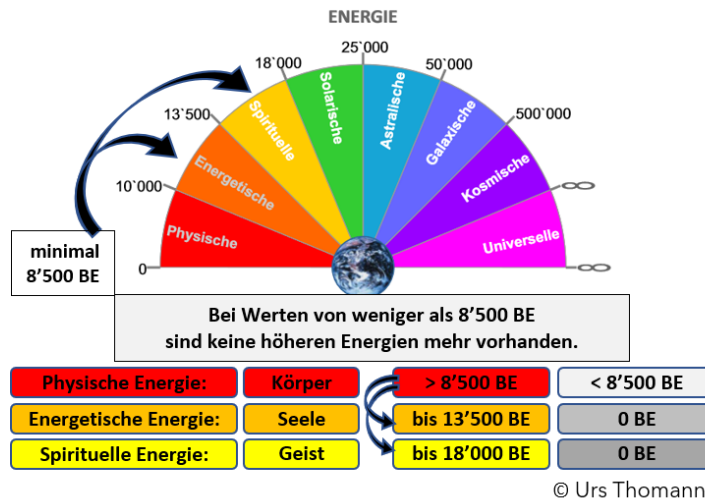 ENERGIE
25`000
18`000
50`000
13`500
500`000
10`000
∞
0
∞
Physische
Energetische
Spirituelle
Solarische
Astralische
Galaxische
Kosmische
Universelle
minimal
8’500 BE
Bei Werten von weniger als 8’500 BE
sind keine höheren Energien mehr vorhanden.
Physische Energie: Körper > 8’500 BE < 8’500 BE
Energetische Energie: Seele bis 13’500 BE 0 BE
Spirituelle Energie: Geist bis 18’000 BE 0 BE
© Urs Thomann